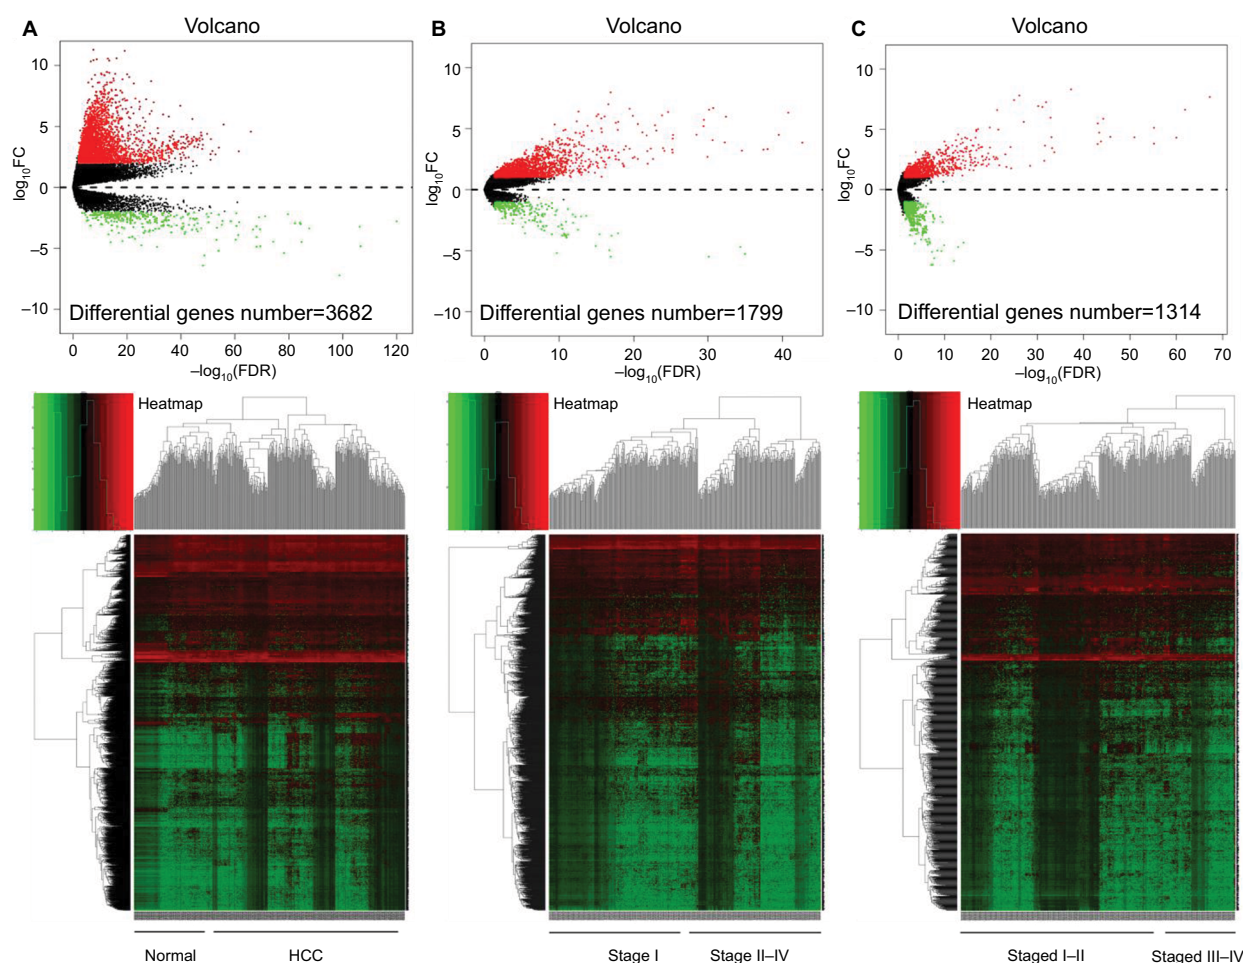 A
Volcano
10
5
0
–5
–10
log10FC
Differential genes number=3682
0 20 40 60 80 100 120
–log10(FDR)
Heatmap
Normal HCC
B
Volcano
10
5
0
–5
–10
log10FC
Differential genes number=1799
0 10 20 30 40
–log10(FDR)
Heatmap
Stage I Stage II–IV
C
Volcano
10
5
0
–5
–10
log10FC
Differential genes number=1314
0 10 20 30 40 50 60 70
–log10(FDR)
Heatmap
Staged I–II Staged III–IV